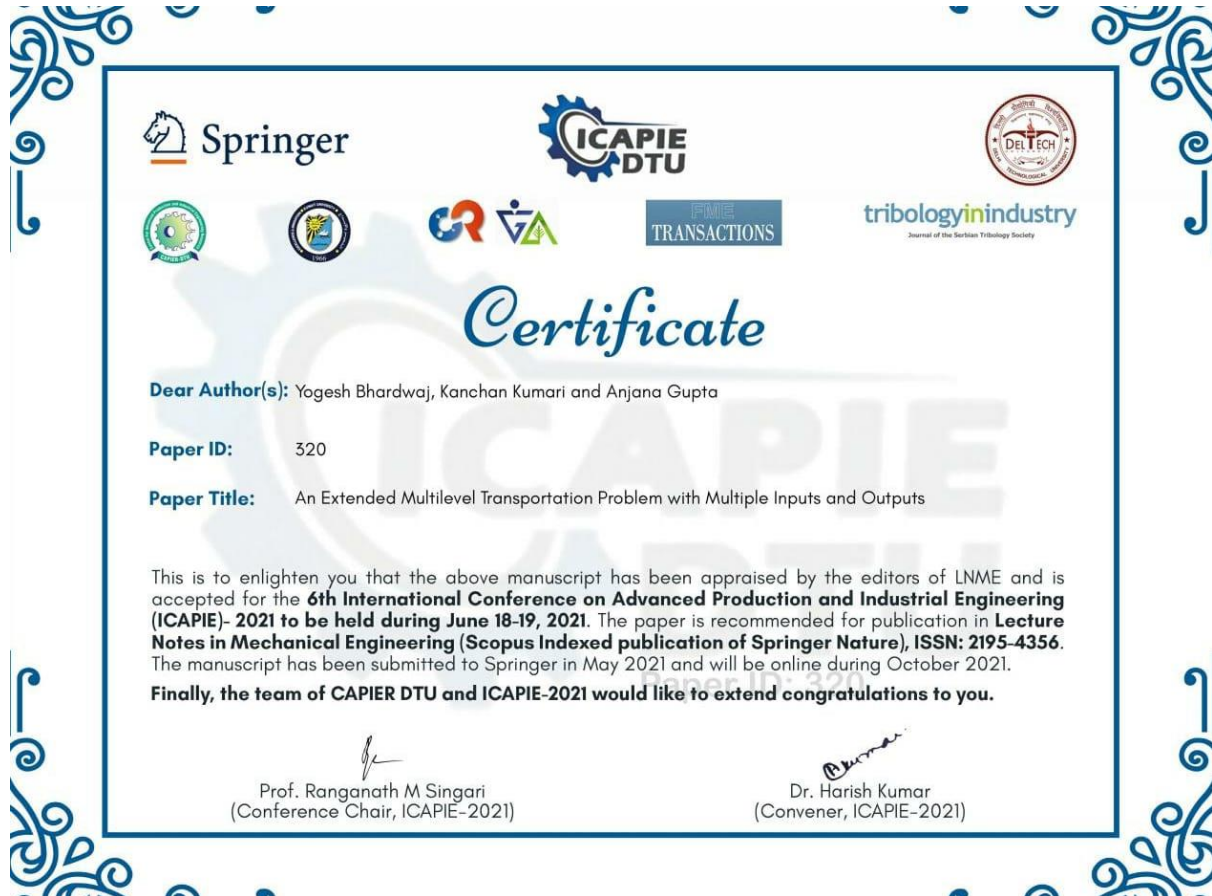 Springer
ICAPIE
DTU
DELTECH
CAPIER-DTU
1966
FME
TRANSACTIONS
tribologyinindustry
Journal of the Serbian Tribology Society
Certificate
Dear Author(s): Yogesh Bhardwaj, Kanchan Kumari and Anjana Gupta
Paper ID: 320
Paper Title: An Extended Multilevel Transportation Problem with Multiple Inputs and Outputs
This is to enlighten you that the above manuscript has been appraised by the editors of LNME and is
accepted for the 6th International Conference on Advanced Production and Industrial Engineering
(ICAPIE)- 2021 to be held during June 18-19, 2021. The paper is recommended for publication in Lecture
Notes in Mechanical Engineering (Scopus Indexed publication of Springer Nature), ISSN: 2195-4356.
The manuscript has been submitted to Springer in May 2021 and will be online during October 2021.
Paper ID: 320
Finally, the team of CAPIER DTU and ICAPIE-2021 would like to extend congratulations to you.
Prof. Ranganath M Singari
(Conference Chair, ICAPIE-2021)
Dr. Harish Kumar
(Convener, ICAPIE-2021)
ICAPIE
DTU